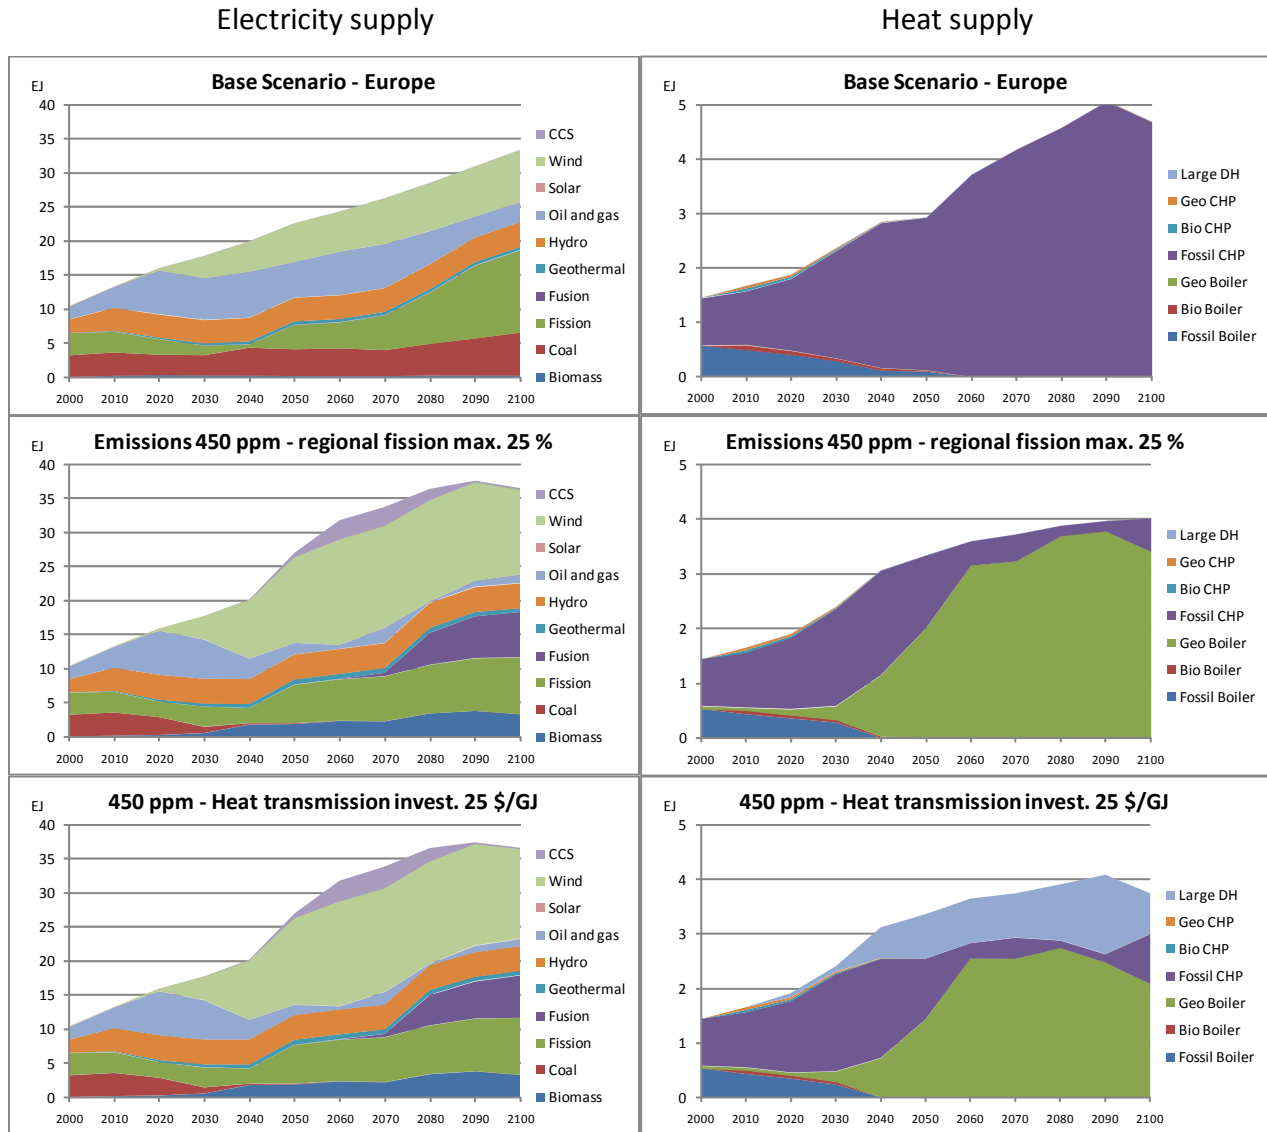 Electricity supply
Heat supply
Base Scenario - Europe
EJ
40
35
30
25
20
15
10
5
0
2000 2010 2020 2030 2040 2050 2060 2070 2080 2090 2100
CCS
Wind
Solar
Oil and gas
Hydro
Geothermal
Fusion
Fission
Coal
Biomass
Base Scenario - Europe
EJ
5
4
3
2
1
0
2000 2010 2020 2030 2040 2050 2060 2070 2080 2090 2100
Large DH
Geo CHP
Bio CHP
Fossil CHP
Geo Boiler
Bio Boiler
Fossil Boiler
Emissions 450 ppm - regional fission max. 25 %
EJ
40
35
30
25
20
15
10
5
0
2000 2010 2020 2030 2040 2050 2060 2070 2080 2090 2100
CCS
Wind
Solar
Oil and gas
Hydro
Geothermal
Fusion
Fission
Coal
Biomass
Emissions 450 ppm - regional fission max. 25 %
EJ
5
4
3
2
1
0
2000 2010 2020 2030 2040 2050 2060 2070 2080 2090 2100
Large DH
Geo CHP
Bio CHP
Fossil CHP
Geo Boiler
Bio Boiler
Fossil Boiler
450 ppm - Heat transmission invest. 25 $/GJ
EJ
40
35
30
25
20
15
10
5
0
2000 2010 2020 2030 2040 2050 2060 2070 2080 2090 2100
CCS
Wind
Solar
Oil and gas
Hydro
Geothermal
Fusion
Fission
Coal
Biomass
450 ppm - Heat transmission invest. 25 $/GJ
EJ
5
4
3
2
1
0
2000 2010 2020 2030 2040 2050 2060 2070 2080 2090 2100
Large DH
Geo CHP
Bio CHP
Fossil CHP
Geo Boiler
Bio Boiler
Fossil Boiler